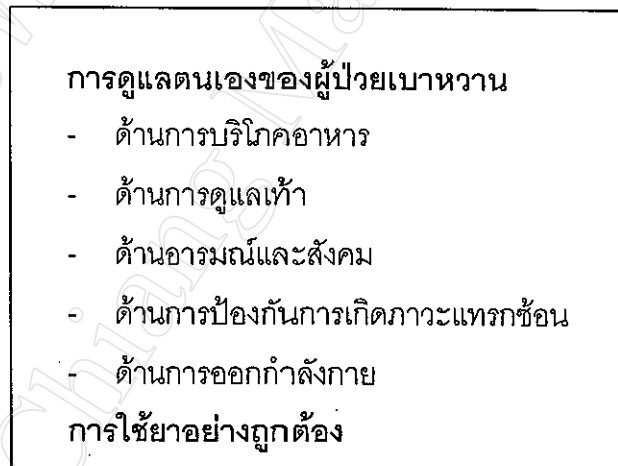 การดูแลตนเองของผู้ป่วยเบาหวาน
- ด้านการบริโภคอาหาร
- ด้านการดูแลเท้า
- ด้านอารมณ์และสังคม
- ด้านการป้องกันการเกิดภาวะแทรกซ้อน
- ด้านการออกกำลังกาย
การใช้ยาอย่างถูกต้อง
Chiang Ma